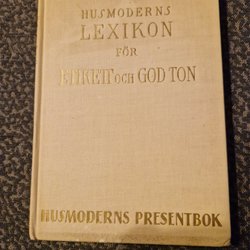 HUSMODERNS
LEXIKON
FÖR
ETIKETT OCH GOD TON
HUSMODERNS PRESENTBOK